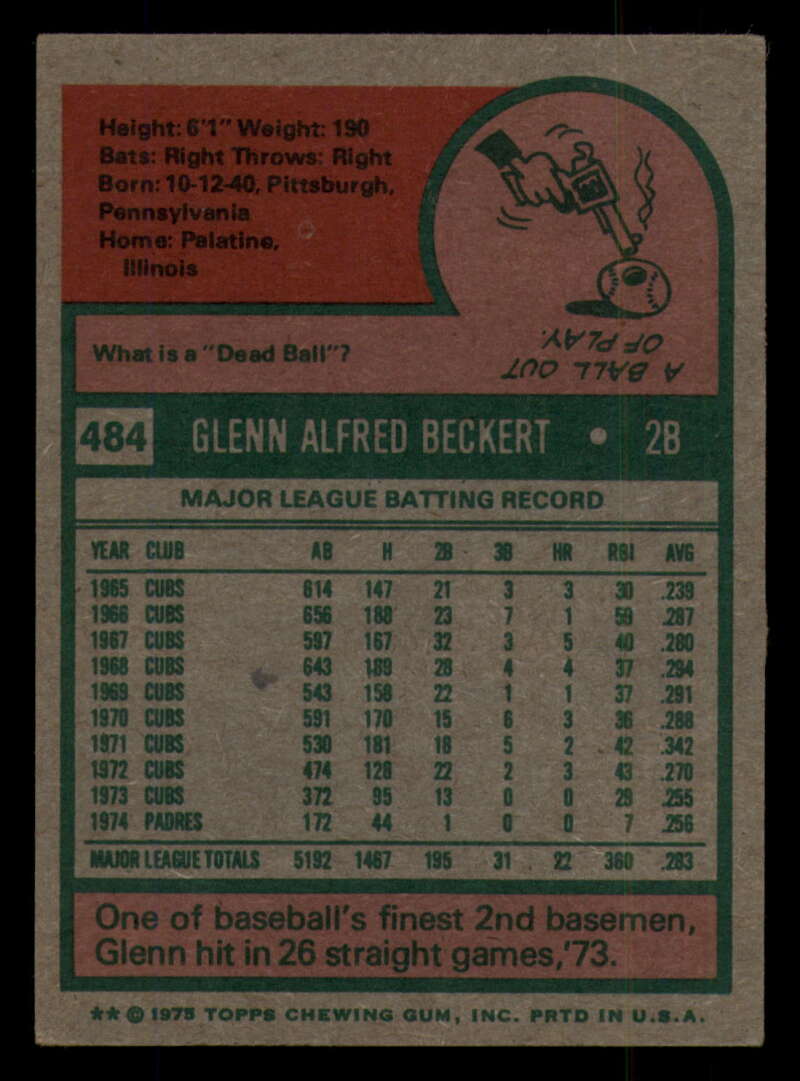 Height: 6'1" Weight: 190
Bats: Right Throws: Right
Born: 10-12-40, Pittsburgh,
Pennsylvania
Home: Palatine,
Illinois
What is a "Dead Ball"?
A BALL OUT
OF PLAY.
484 GLENN ALFRED BECKERT • 2B
MAJOR LEAGUE BATTING RECORD
YEAR CLUB AB H 2B 3B HR RBI AVG
1965 CUBS 614 147 21 3 3 30 .239
1966 CUBS 656 188 23 7 1 59 .287
1967 CUBS 597 167 32 3 5 40 .280
1968 CUBS 643 189 28 4 4 37 .294
1969 CUBS 543 158 22 1 1 37 .291
1970 CUBS 591 170 15 6 3 36 .288
1971 CUBS 530 181 18 5 2 42 .342
1972 CUBS 474 128 22 2 3 43 .270
1973 CUBS 372 95 13 0 0 29 .255
1974 PADRES 172 44 1 0 0 7 .256
MAJOR LEAGUE TOTALS 5192 1467 195 31 22 360 .283
One of baseball's finest 2nd basemen,
Glenn hit in 26 straight games,'73.
** © 1975 TOPPS CHEWING GUM, INC. PRTD IN U.S.A.